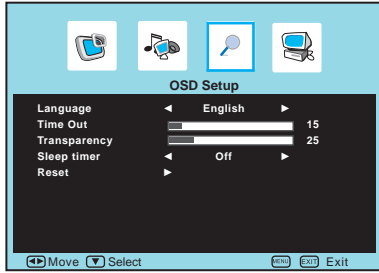 OSD Setup
Language ◄ English ►
Time Out 15
Transparency 25
Sleep timer ◄ Off ►
Reset ►
◄► Move ▼ Select MENU EXIT Exit